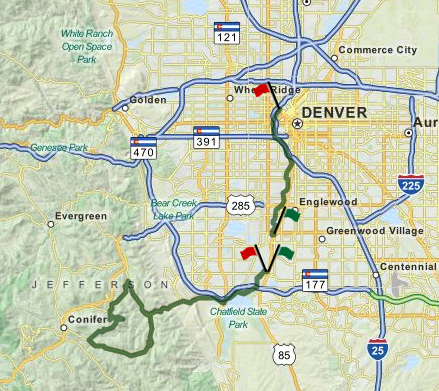 White Ranch
Open Space
Park
121
Commerce City
Wheat Ridge
Golden
DENVER
Aur
Genesee Park
470
391
225
Bear Creek
Lake Park
285
Englewood
Evergreen
Greenwood Village
Centennial
JEFFERSON
177
Chatfield State
Park
Conifer
85
25